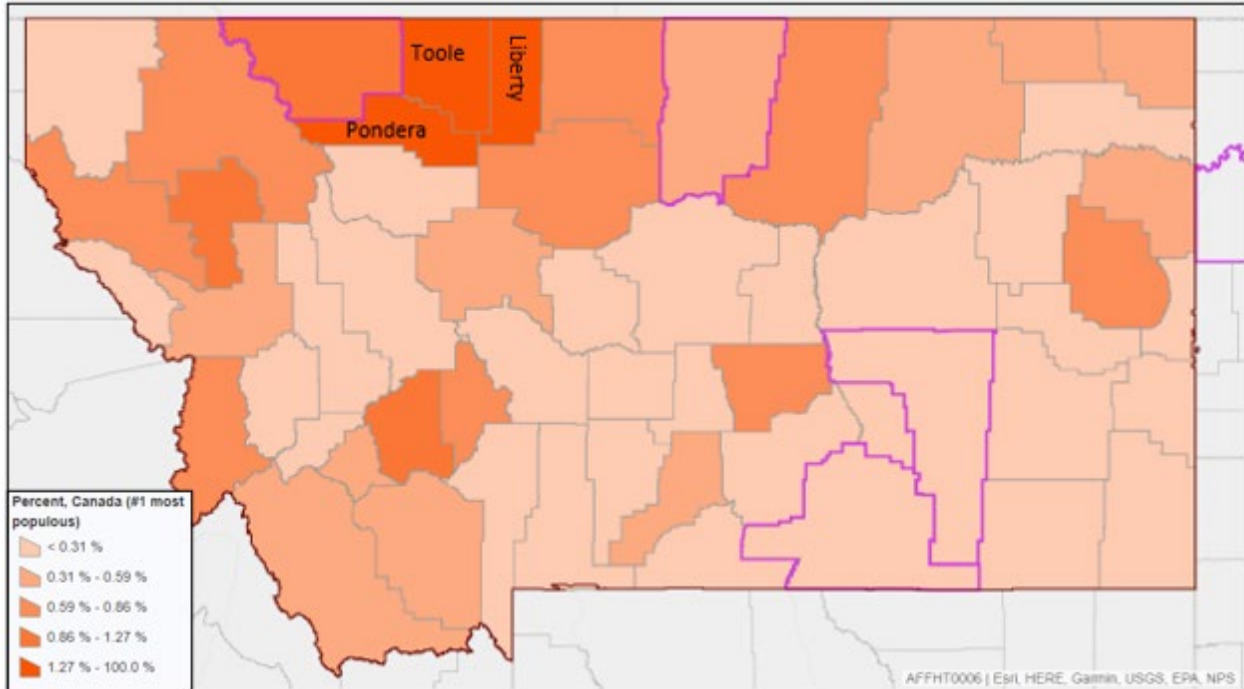 Toole
Liberty
Pondera
Percent, Canada (#1 most
populous)
< 0.31 %
0.31 % - 0.59 %
0.59 % - 0.86 %
0.86 % - 1.27 %
1.27 % - 100.0 %
AFFHT0006 | Esri, HERE, Garmin, USGS, EPA, NPS